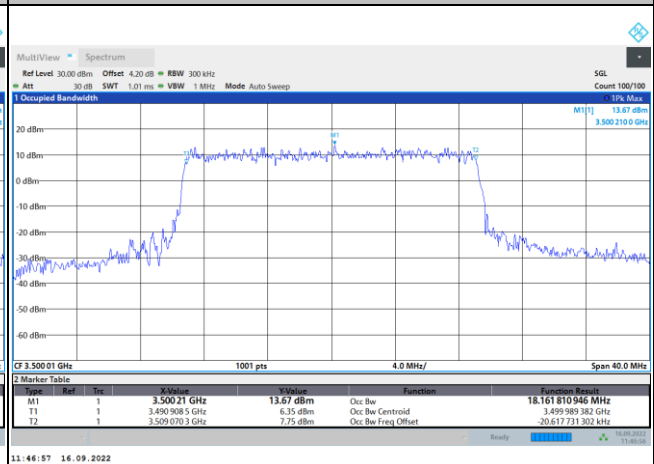 MultiView Spectrum
Ref Level 30.00 dBm Offset 4.20 dB RBW 300 kHz SGL
Att 30 dB SWT 1.01 ms VBW 1 MHz Mode Auto Sweep Count 100/100
1 Occupied Bandwidth 1Pk Max
M1[1] 13.67 dBm
3.500 210 0 GHz
20 dBm
M1
10 dBm
T1
T2
0 dBm
-10 dBm
-20 dBm
-30 dBm
-40 dBm
-50 dBm
-60 dBm
CF 3.500 01 GHz 1001 pts 4.0 MHz/ Span 40.0 MHz
2 Marker Table
Type Ref Trc X-Value Y-Value Function Function Result
M1 1 3.500 21 GHz 13.67 dBm Occ Bw 18.161 810 946 MHz
T1 1 3.490 908 5 GHz 6.35 dBm Occ Bw Centroid 3.499 989 382 GHz
T2 1 3.509 070 3 GHz 7.75 dBm Occ Bw Freq Offset -20.617 731 302 kHz
Ready 16.09.2022
11:46:56
11:46:57 16.09.2022